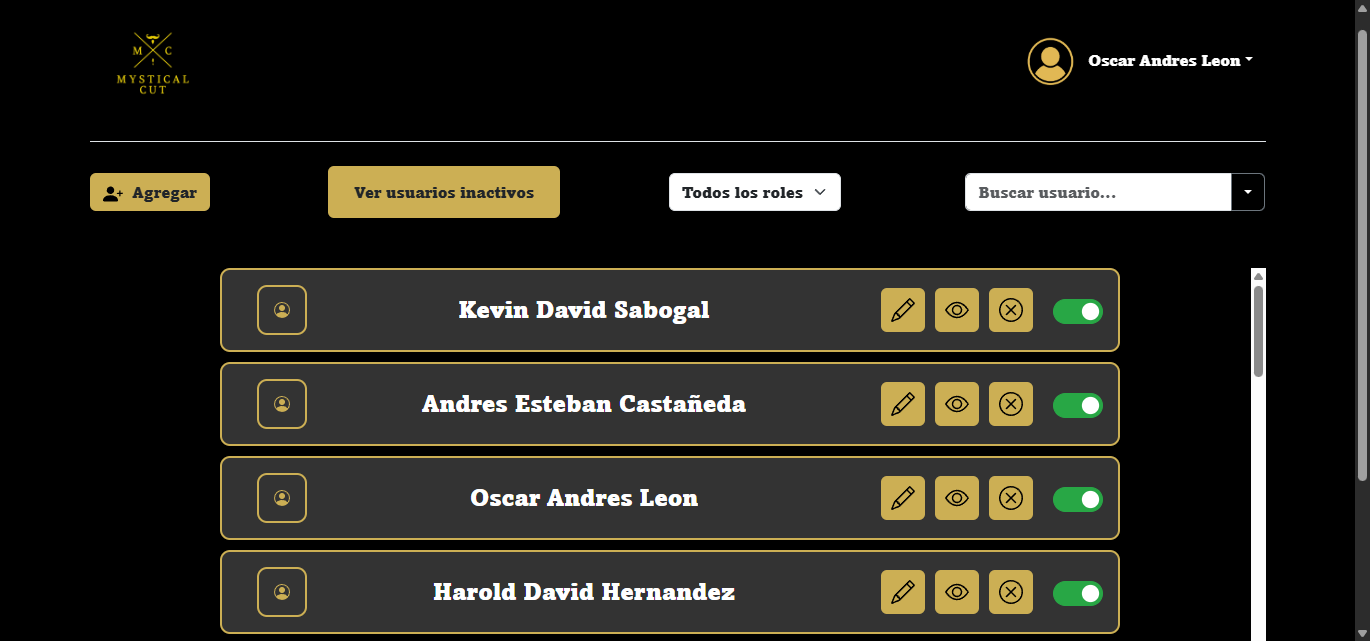 M C
MYSTICAL
CUT
Oscar Andres Leon
Agregar
Ver usuarios inactivos
Todos los roles
Buscar usuario...
Kevin David Sabogal
Andres Esteban Castañeda
Oscar Andres Leon
Harold David Hernandez